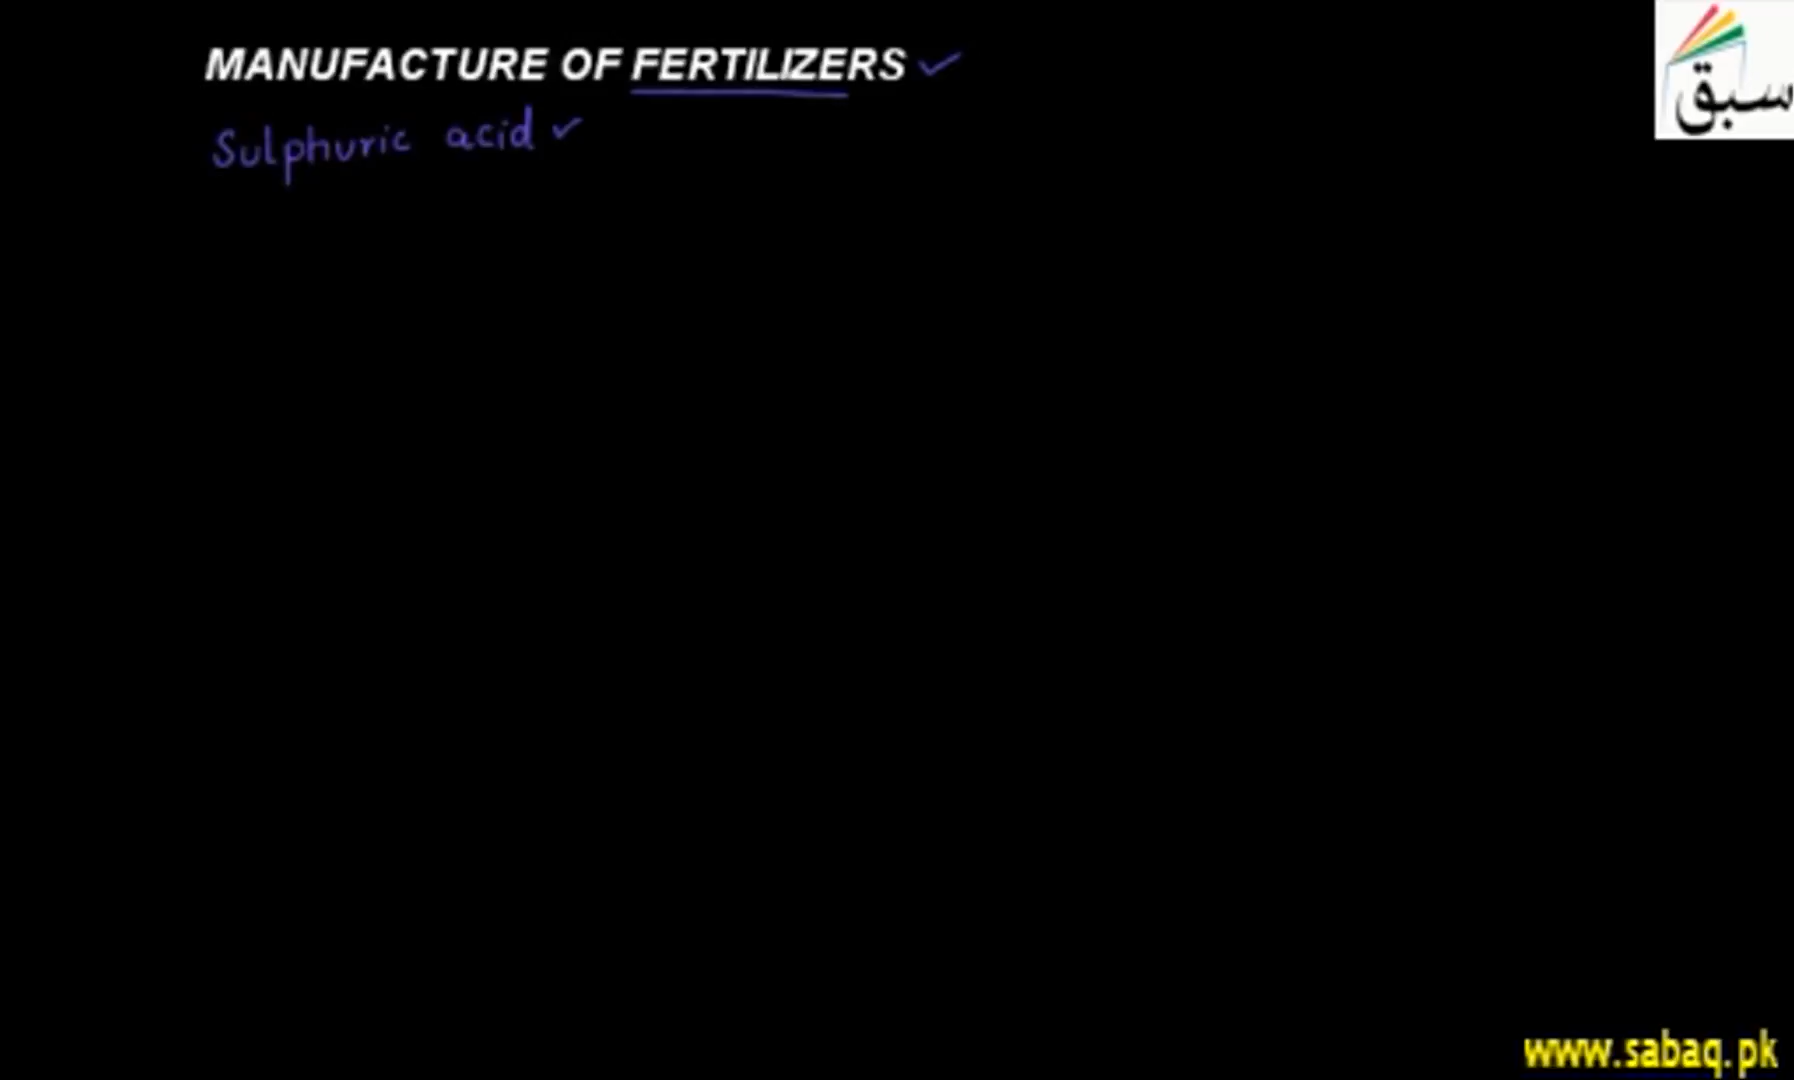 MANUFACTURE OF FERTILIZERS ✓
Sulphuric acid ✓
سبق
www.sabaq.pk